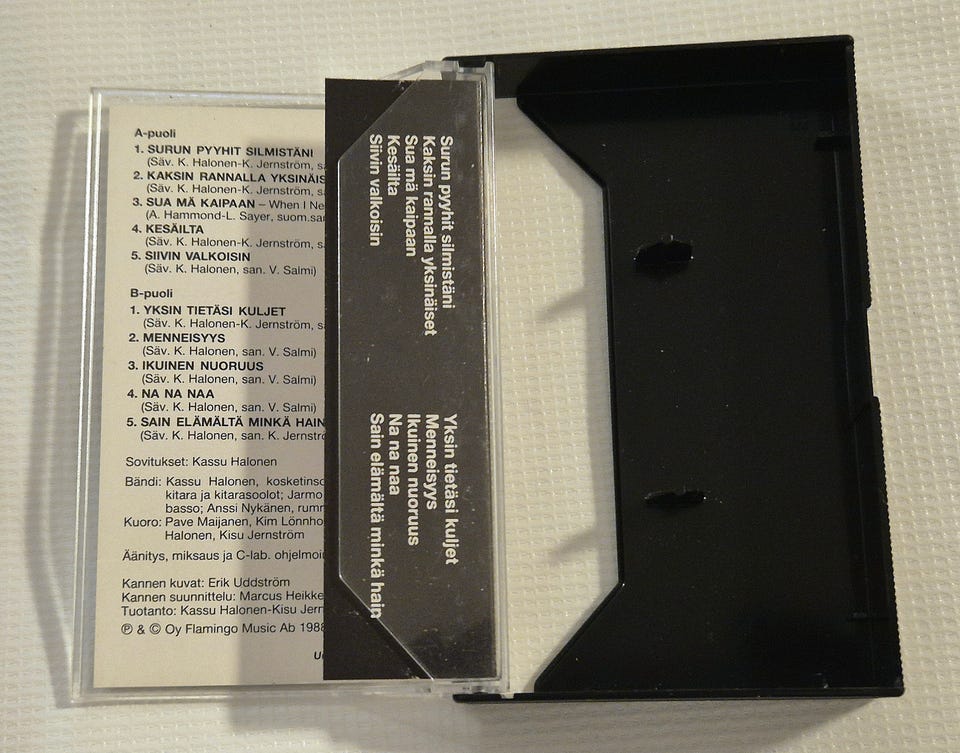 A-puoli
1. SURUN PYYHIT SILMISTÄNI
(Säv. K. Halonen-K. Jernström,
2. KAKSIN RANNALLA
(Säv. K. Halonen-K. Jernström,
3. SUA MÄ KAIPAAN – When I
(A. Hammond-L. Sayer,
4. KESÄILTA
(Säv. K. Halonen-K. Jernström,
5. SIIVIN VALKOISIN
(Säv. K. Halonen, san. V. Salmi)
B-puoli
1. YKSIN TIETÄSI KULJET
(Säv. K. Halonen-K. Jernström,
2. MENNEISYYS
(Säv. K. Halonen, san. V. Salmi)
3. IKUINEN NUORUUS
(Säv. K. Halonen, san. V. Salmi)
4. NA NA NAA
(Säv. K. Halonen, san. V. Salmi)
5. SAIN ELÄMÄLTÄ MINKÄ HAIN
(Säv. K. Halonen, san. K.
Sovitukset: Kassu Halonen
Bändi: Kassu Halonen,
kitara ja kitarasoolot; Jarmo
basso; Anssi Nykänen,
Kuoro: Pave Maijanen, Kim
Halonen, Kisu Jernström
Äänitys, miksaus ja C-lab.
Kannen kuvat: Erik Uddström
Kannen suunnittelu: Marcus
Tuotanto: Kassu Halonen-Kisu
℗ & © Oy Flamingo Music Ab 1988
Surun pyyhit silmistäni
Kaksin rannalla yksinäiset
Sua mä kaipaan
Kesäilta
Siivin valkoisin
Yksin tietäsi kuljet
Menneisyys
Ikuinen nuoruus
Na na naa
Sain elämältä minkä hain